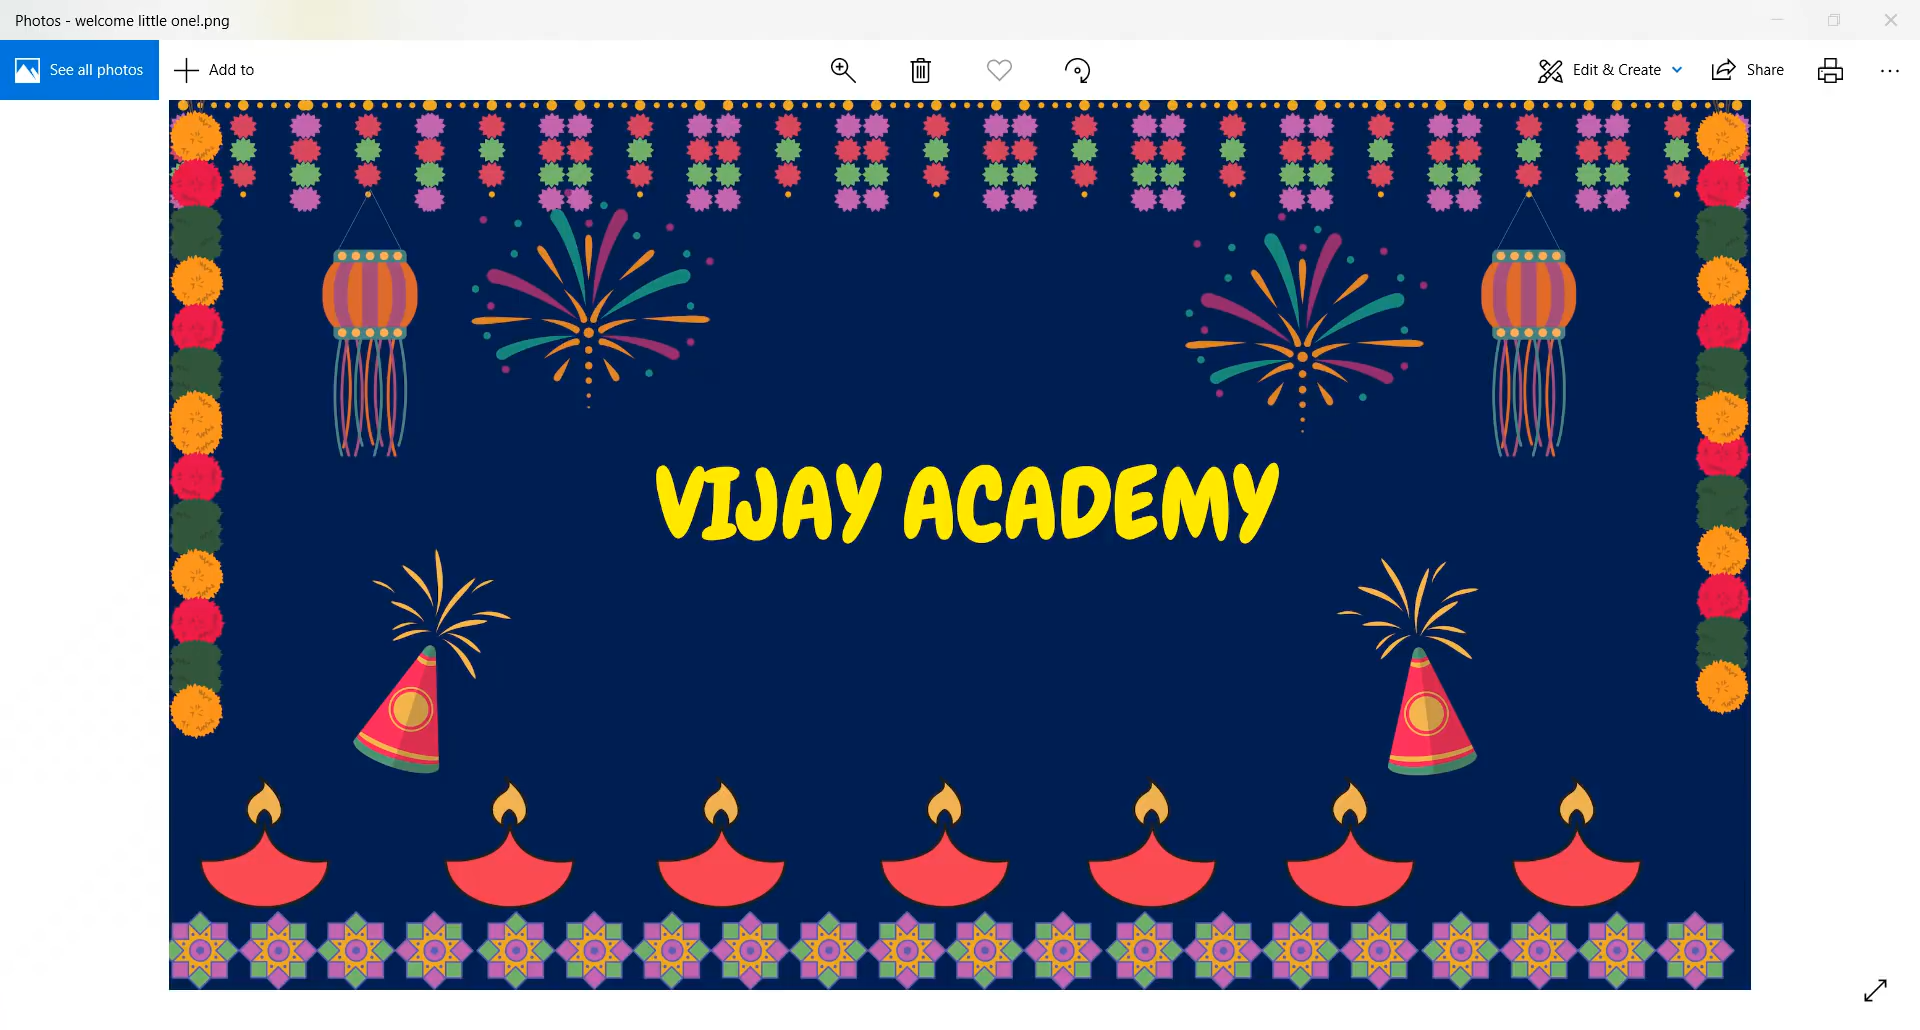 Photos - welcome little one!.png
See all photos
Add to
Edit & Create
Share
VIJAY ACADEMY